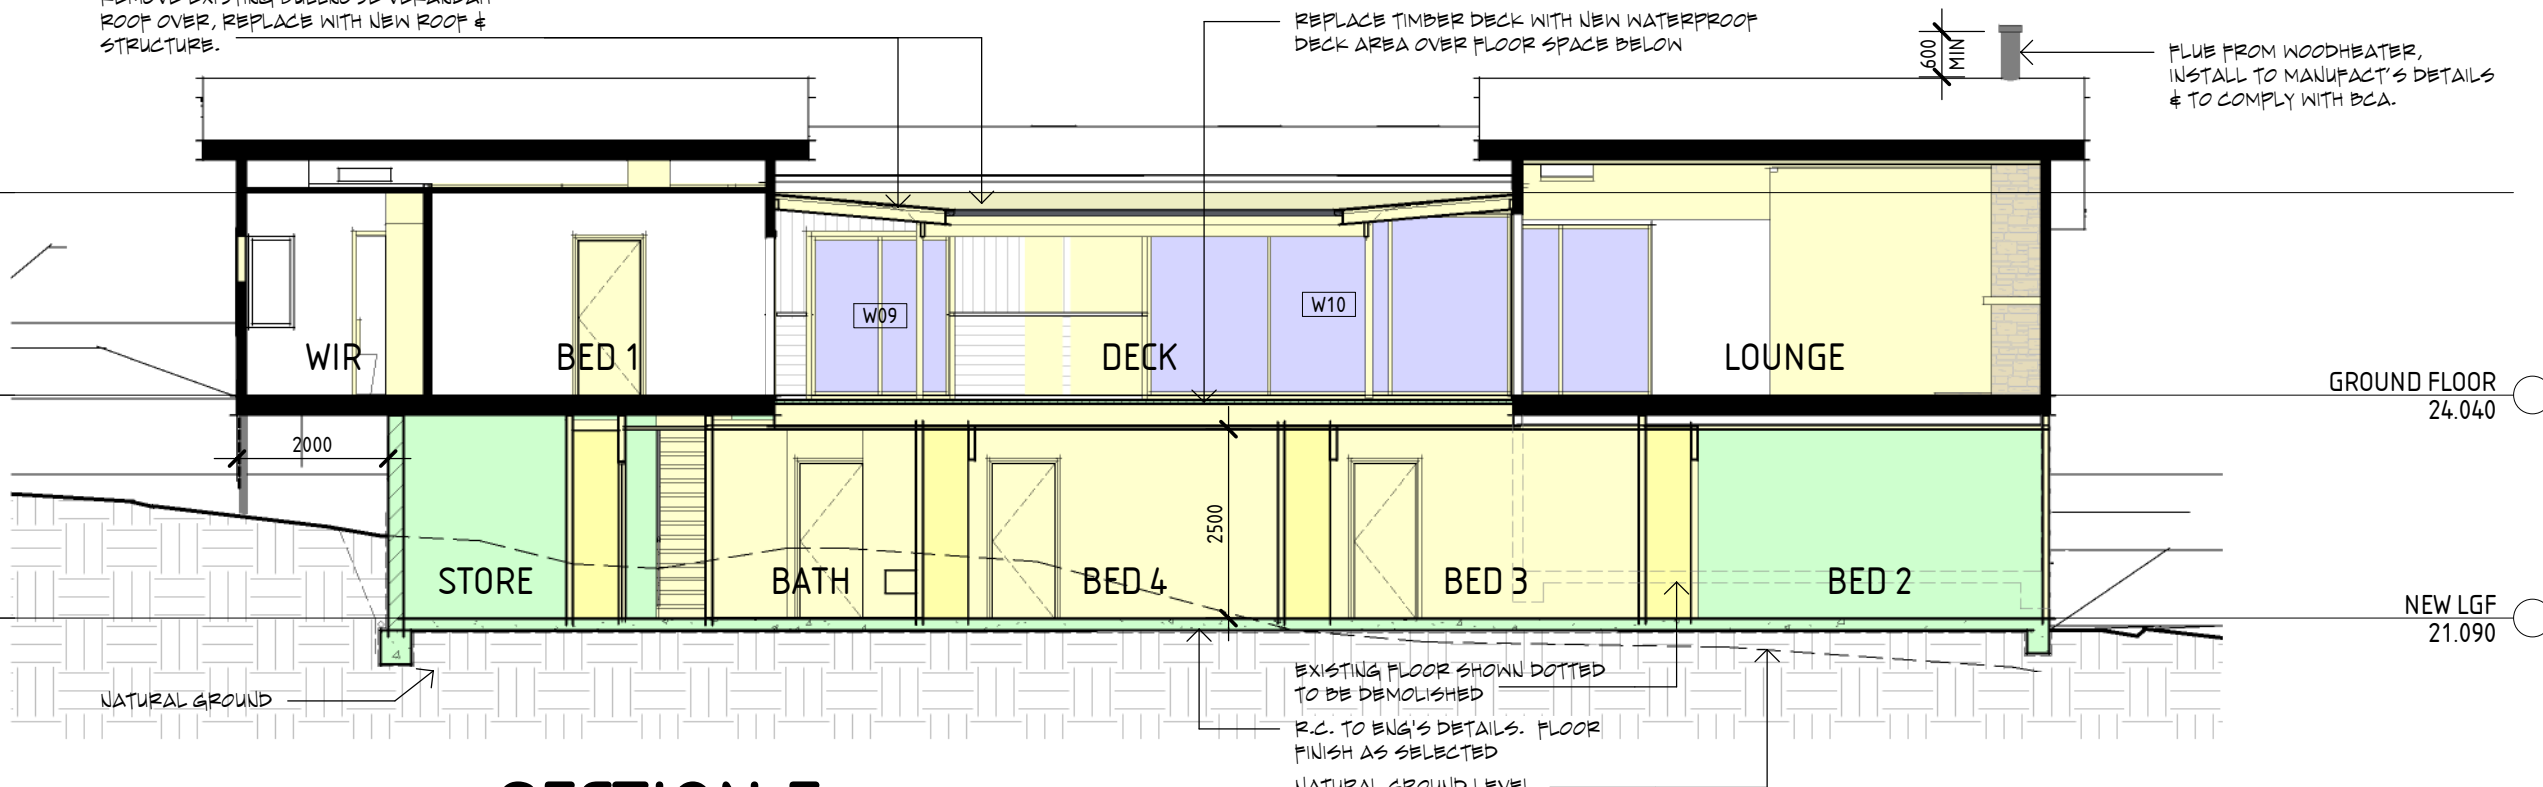 ROOF OVER, REPLACE WITH NEW ROOF &
STRUCTURE.
REPLACE TIMBER DECK WITH NEW WATERPROOF
DECK AREA OVER FLOOR SPACE BELOW
600
MIN
FLUE FROM WOODHEATER,
INSTALL TO MANUFACT'S DETAILS
& TO COMPLY WITH BCA.
W09
W10
WIR
BED 1
DECK
LOUNGE
GROUND FLOOR
24.040
2000
2500
STORE
BATH
BED 4
BED 3
BED 2
NEW LGF
21.090
NATURAL GROUND
EXISTING FLOOR SHOWN DOTTED
TO BE DEMOLISHED
R.C. TO ENG'S DETAILS. FLOOR
FINISH AS SELECTED
NATURAL GROUND LEVEL